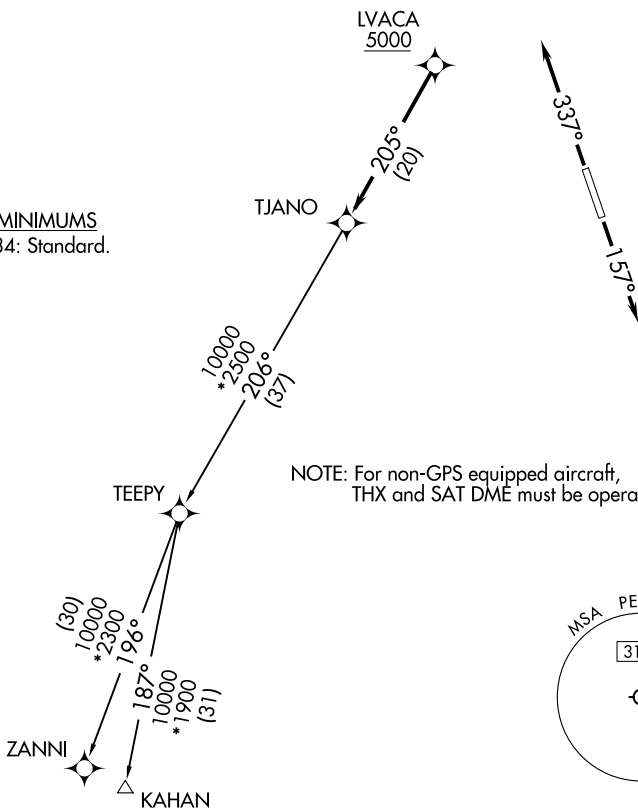 LVACA
5000
337°
205°
(20)
TJANO
MINIMUMS
34: Standard.
157°
10000
*2500
206°
(37)
NOTE: For non-GPS equipped aircraft,
THX and SAT DME must be
TEEPY
(30)
10000
*2300
196°
187°
10000
*1900
(31)
MSA
ZANNI
KAHAN